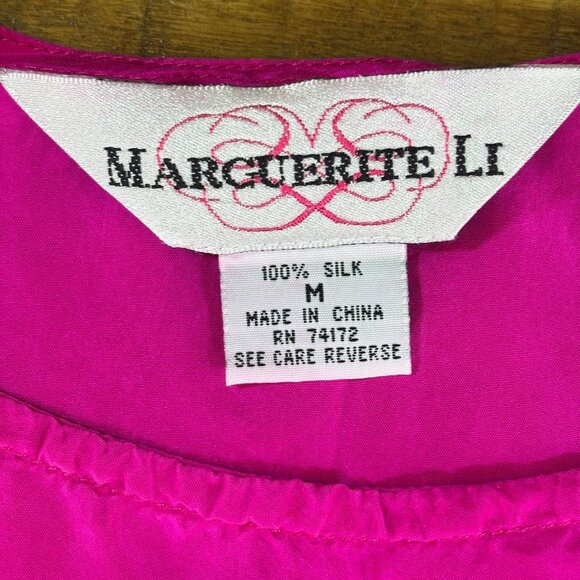 MARGUERITE LI
100% SILK
M
MADE IN CHINA
RN 74172
SEE CARE REVERSE